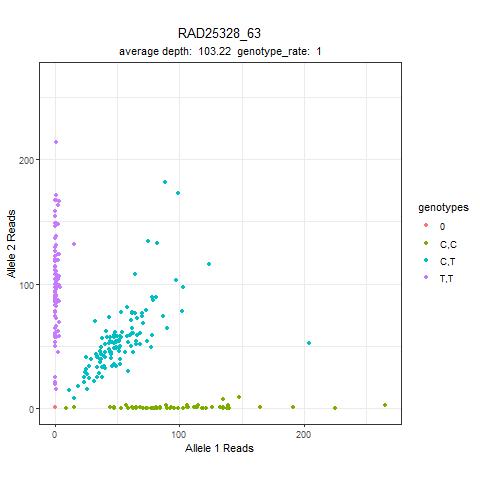 RAD25328_63
average depth: 103.22 genotype_rate: 1
Allele 2 Reads
200
100
0
0
100
200
Allele 1 Reads
genotypes
0
C,C
C,T
T,T